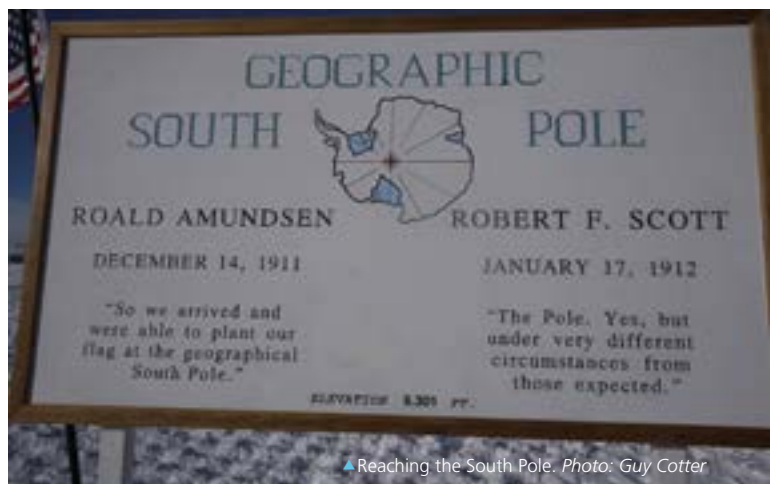 GEOGRAPHIC
SOUTH POLE
ROALD AMUNDSEN
DECEMBER 14, 1911
"So we arrived and
were able to plant our
flag at the geographical
South Pole."
ROBERT F. SCOTT
JANUARY 17, 1912
"The Pole. Yes, but
under very different
circumstances from
those expected."
ELEVATION 9,301 FT.
Reaching the South Pole. Photo: Guy Cotter